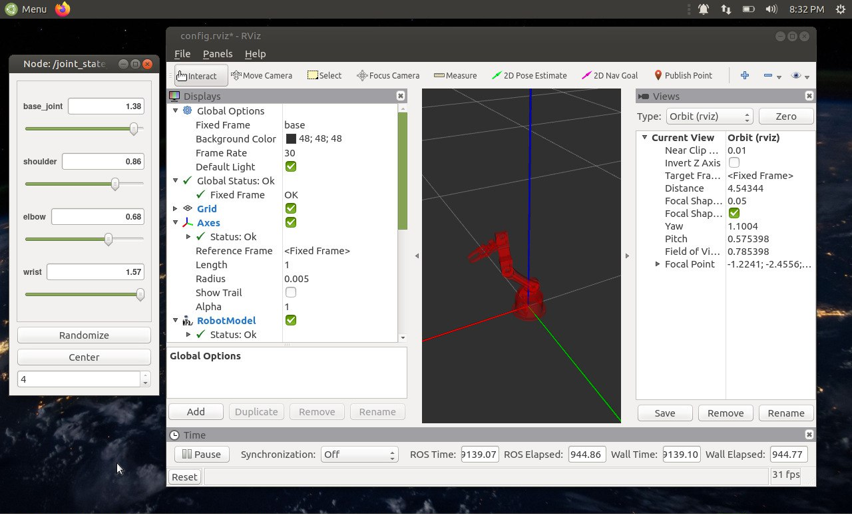 Menu
8:32 PM
Node: /joint_state
base_joint 1.38
shoulder 0.86
elbow 0.68
wrist 1.57
Randomize
Center
4
config.rviz* - RViz
File Panels Help
Interact Move Camera Select Focus Camera Measure 2D Pose Estimate 2D Nav Goal Publish Point
Displays
Global Options
Fixed Frame base
Background Color 48; 48; 48
Frame Rate 30
Default Light
Global Status: Ok
Fixed Frame OK
Grid
Axes
Status: Ok
Reference Frame <Fixed Frame>
Length 1
Radius 0.005
Show Trail
Alpha 1
RobotModel
Status: Ok
Global Options
Add Duplicate Remove Rename
Views
Type: Orbit (rviz) Zero
Current View Orbit (rviz)
Near Clip ... 0.01
Invert Z Axis
Target Fra... <Fixed Frame>
Distance 4.54344
Focal Shap... 0.05
Focal Shap...
Yaw 1.1004
Pitch 0.575398
Field of Vi... 0.785398
Focal Point -1.2241; -2.4556;...
Save Remove Rename
Time
Pause Synchronization: Off ROS Time: 9139.07 ROS Elapsed: 944.86 Wall Time: 9139.10 Wall Elapsed: 944.77
Reset 31 fps